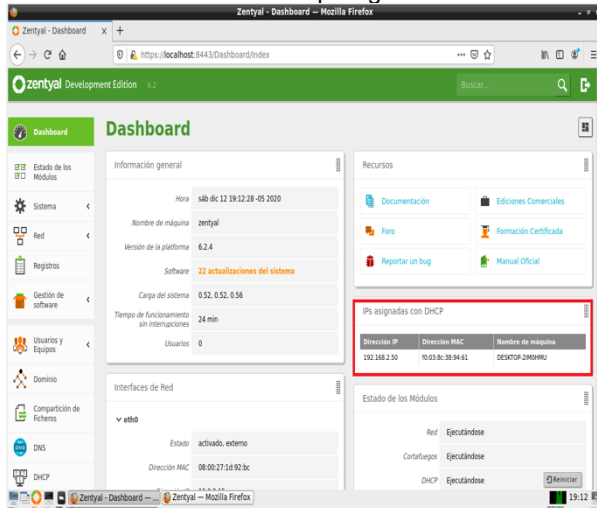 Zentyal - Dashboard — Mozilla Firefox
Zentyal - Dashboard
https://localhost:8443/Dashboard/Index
zentyal Development Edition 6.2
Buscar...
Dashboard
Estado de los
Módulos
Sistema
Red
Registros
Gestión de
software
Usuarios y
Equipos
Dominio
Compartición de
Ficheros
DNS
DHCP
Dashboard
Información general
Hora sáb dic 12 19:12:28 -05 2020
Nombre de máquina zentyal
Versión de la plataforma 6.2.4
Software 22 actualizaciones del sistema
Carga del sistema 0.52, 0.52, 0.56
Tiempo de funcionamiento
sin interrupciones 24 min
Usuarios 0
Interfaces de Red
eth0
Estado activado, externo
Dirección MAC 08:00:27:1d:92:bc
Recursos
Documentación Ediciones Comerciales
Foro Formación Certificada
Reportar un bug Manual Oficial
IPs asignadas con DHCP
Dirección IP Dirección MAC Nombre de máquina
192.168.2.50 f0:03:8c:38:94:61 DESKTOP-2IM0HMU
Estado de los Módulos
Red Ejecutándose
Cortafuegos Ejecutándose
DHCP Ejecutándose Reiniciar
Zentyal - Dashboard — ... Zentyal — Mozilla Firefox 19:12